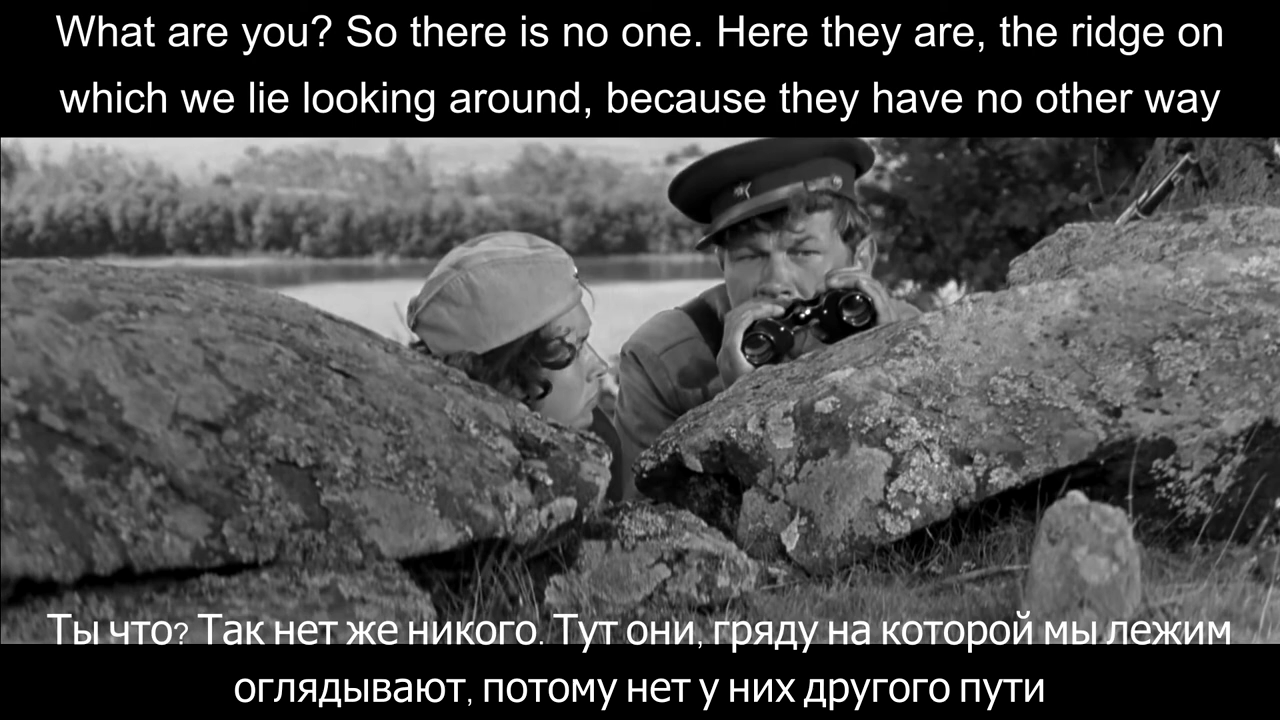 What are you? So there is no one. Here they are, the ridge on
which we lie looking around, because they have no other way
Ты что? Так нет же никого. Тут они, гряду на которой мы лежим
оглядывают, потому нет у них другого пути